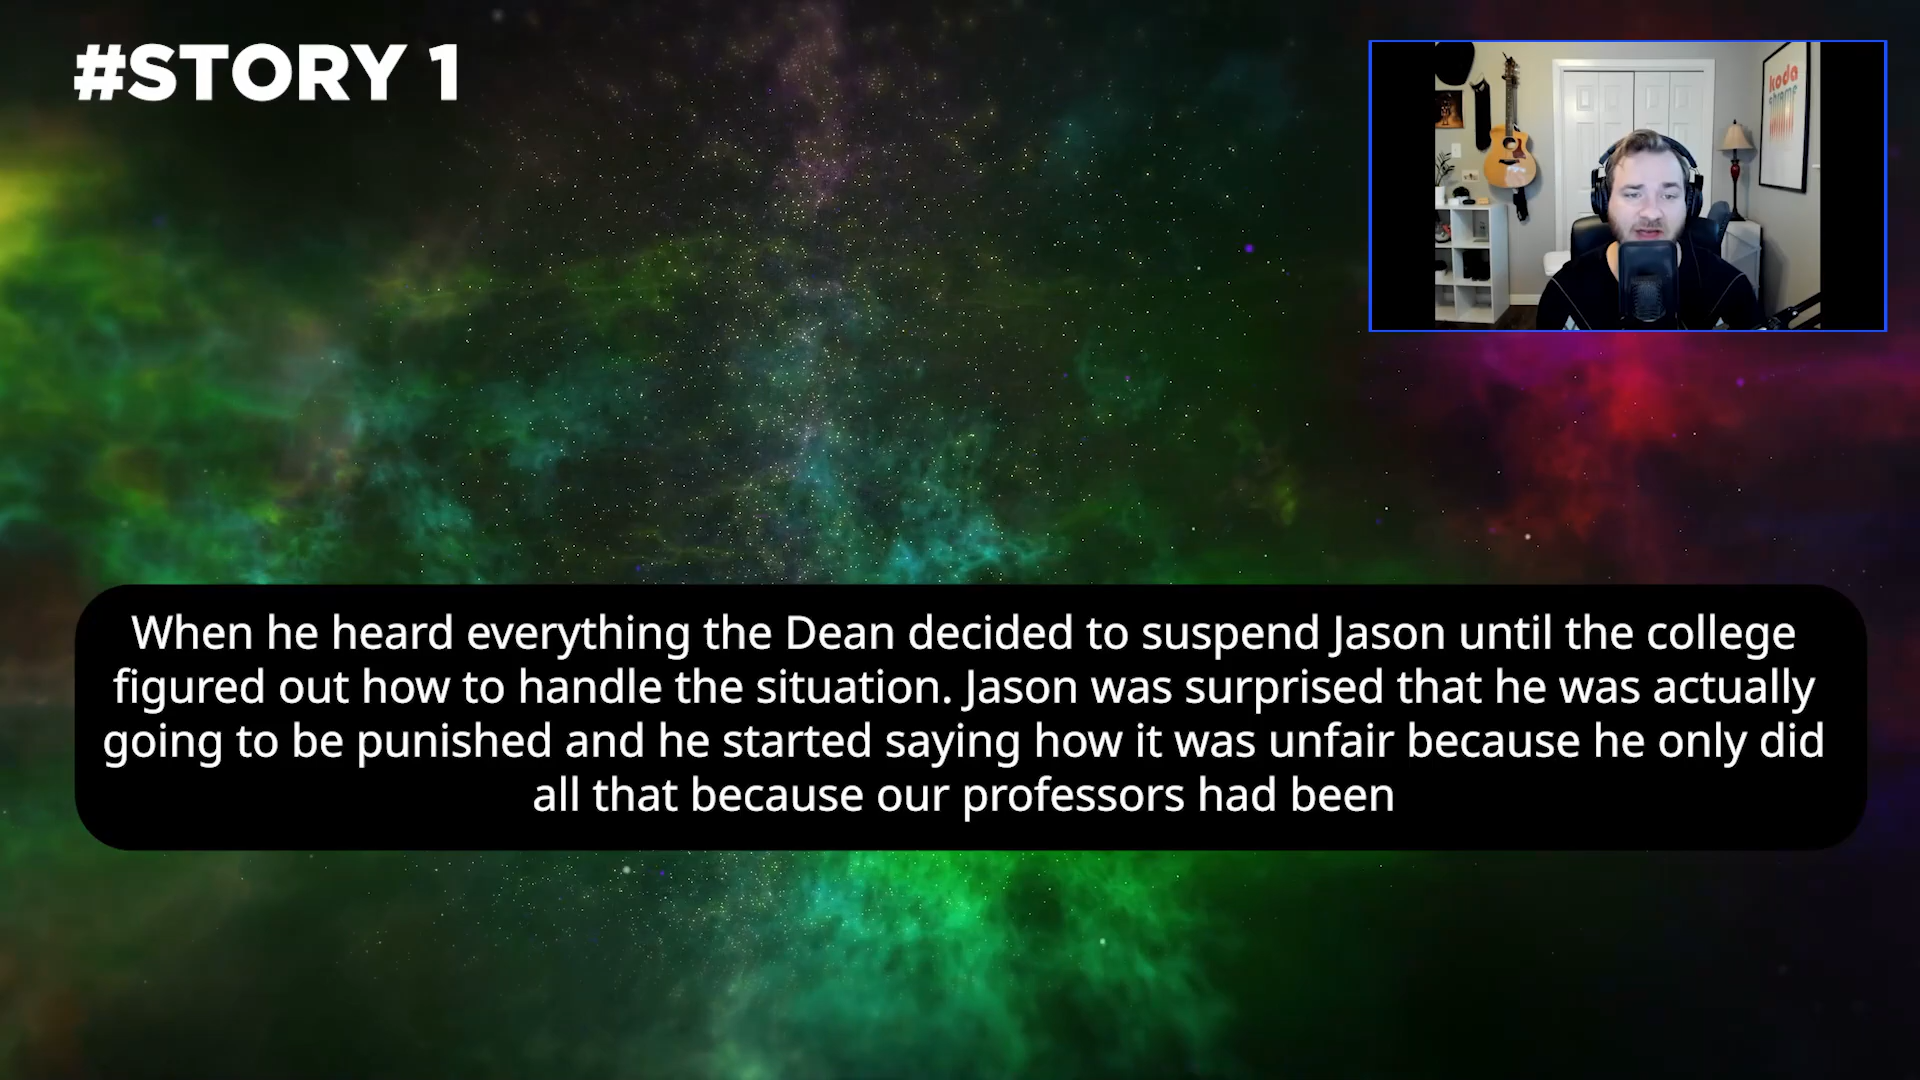 #STORY 1
koda
When he heard everything the Dean decided to suspend Jason until the college
figured out how to handle the situation. Jason was surprised that he was actually
going to be punished and he started saying how it was unfair because he only did
all that because our professors had been